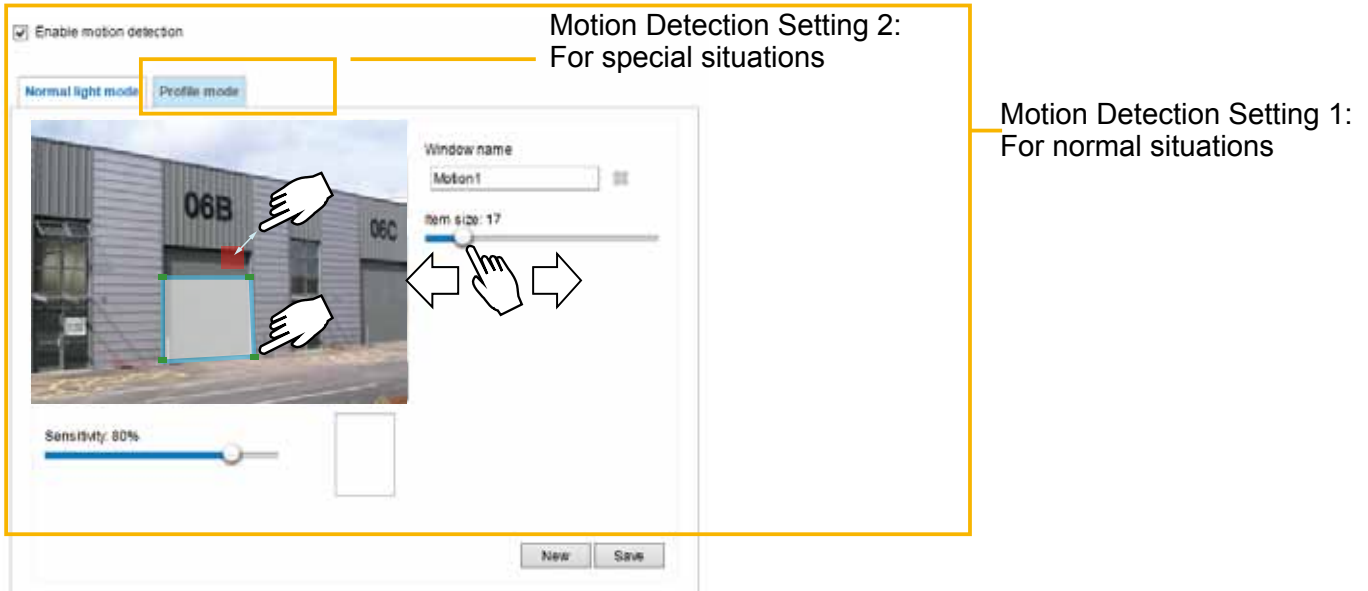 Motion Detection Setting 2:
For special situations
Enable motion detection
Normal light mode
Profile mode
Motion Detection Setting 1:
For normal situations
Window name
Motion1
Item size: 17
06B
06C
Sensitivity: 80%
New
Save